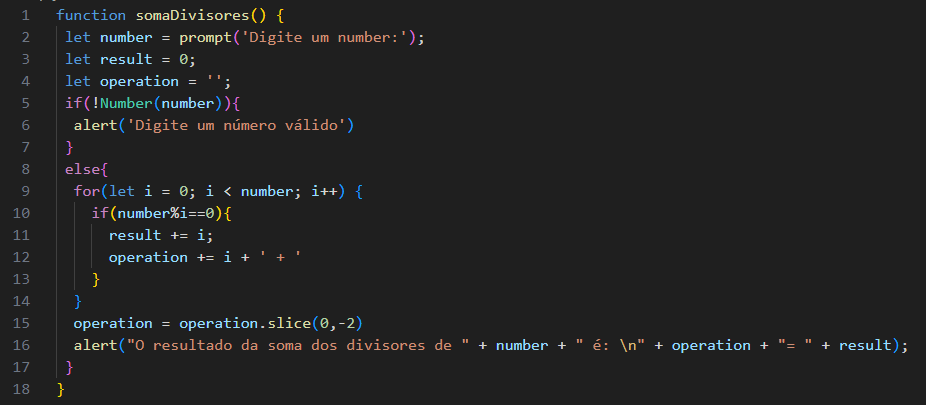 1 function somaDivisores() {
2 let number = prompt('Digite um number:');
3 let result = 0;
4 let operation = '';
5 if(!Number(number)){
6 alert('Digite um número válido')
7 }
8 else{
9 for(let i = 0; i < number; i++) {
10 if(number%i==0){
11 result += i;
12 operation += i + ' + '
13 }
14 }
15 operation = operation.slice(0,-2)
16 alert("O resultado da soma dos divisores de " + number + " é: \n" + operation + "= " + result);
17 }
18 }